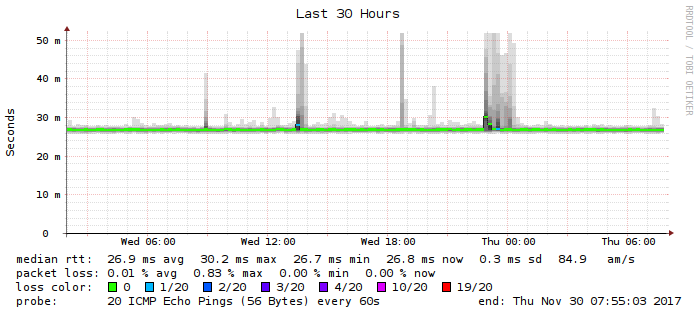 Last 30 Hours
RRDTOOL / TOBI OETIKER
Seconds
50 m
40 m
30 m
20 m
10 m
0
Wed 06:00 Wed 12:00 Wed 18:00 Thu 00:00 Thu 06:00
median rtt: 26.9 ms avg 30.2 ms max 26.7 ms min 26.8 ms now 0.3 ms sd 84.9 am/s
packet loss: 0.01 % avg 0.83 % max 0.00 % min 0.00 % now
loss color: 0 1/20 2/20 3/20 4/20 10/20 19/20
probe: 20 ICMP Echo Pings (56 Bytes) every 60s end: Thu Nov 30 07:55:03 2017